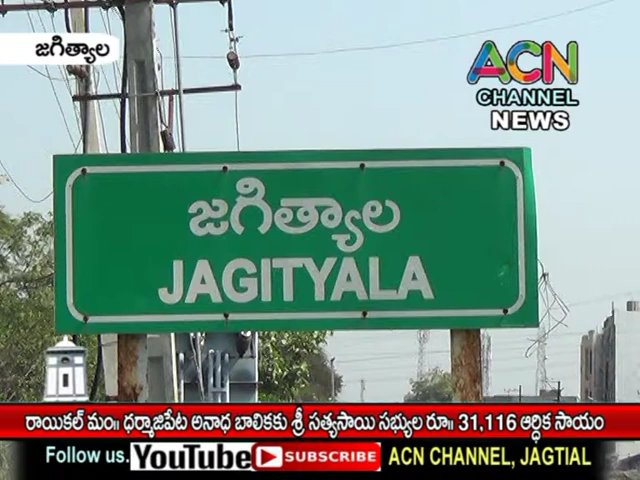 జగిత్యాల
ACN
CHANNEL
NEWS
జగిత్యాల
JAGITYALA
రాయికల్ మం॥ ధర్మాజిపేట అనాధ బాలికకు శ్రీ సత్యసాయి సభ్యుల రూ॥ 31,116 ఆర్థిక సాయం
Follow us. YouTube SUBSCRIBE ACN CHANNEL, JAGTIAL